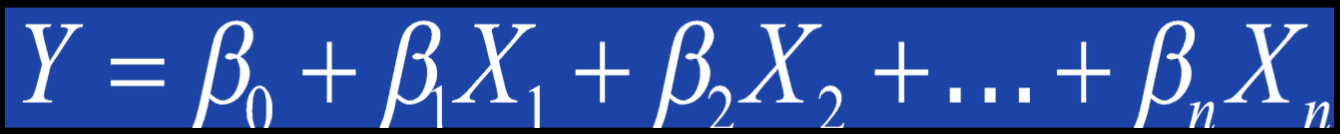 Y = β₀ + β₁X₁ + β₂X₂ + ... + βₙXₙ